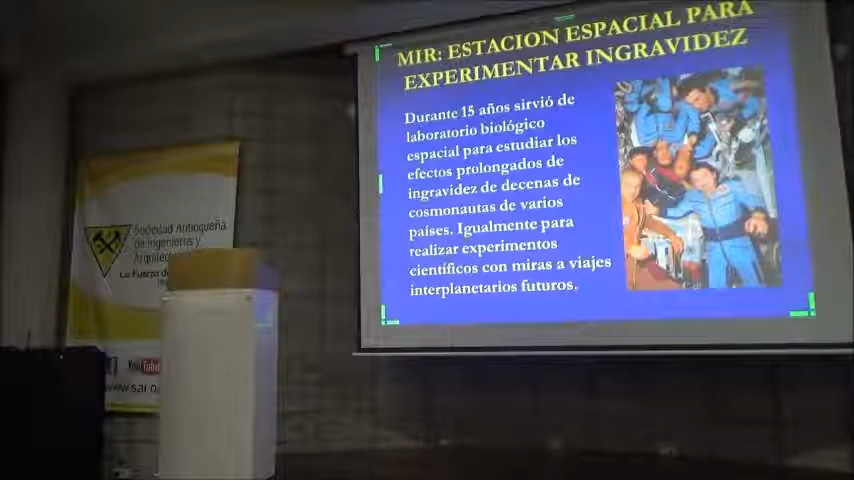 MIR: ESTACION ESPACIAL PARA
EXPERIMENTAR INGRAVIDEZ
Durante 15 años sirvió de
laboratorio biológico
espacial para estudiar los
efectos prolongados de
ingravidez de decenas de
cosmonautas de varios
países. Igualmente para
realizar experimentos
científicos con miras a viajes
interplanetarios futuros.
Sociedad Antioqueña
de Ingenieros y
La Fuerza
You Tube
www.sai.o